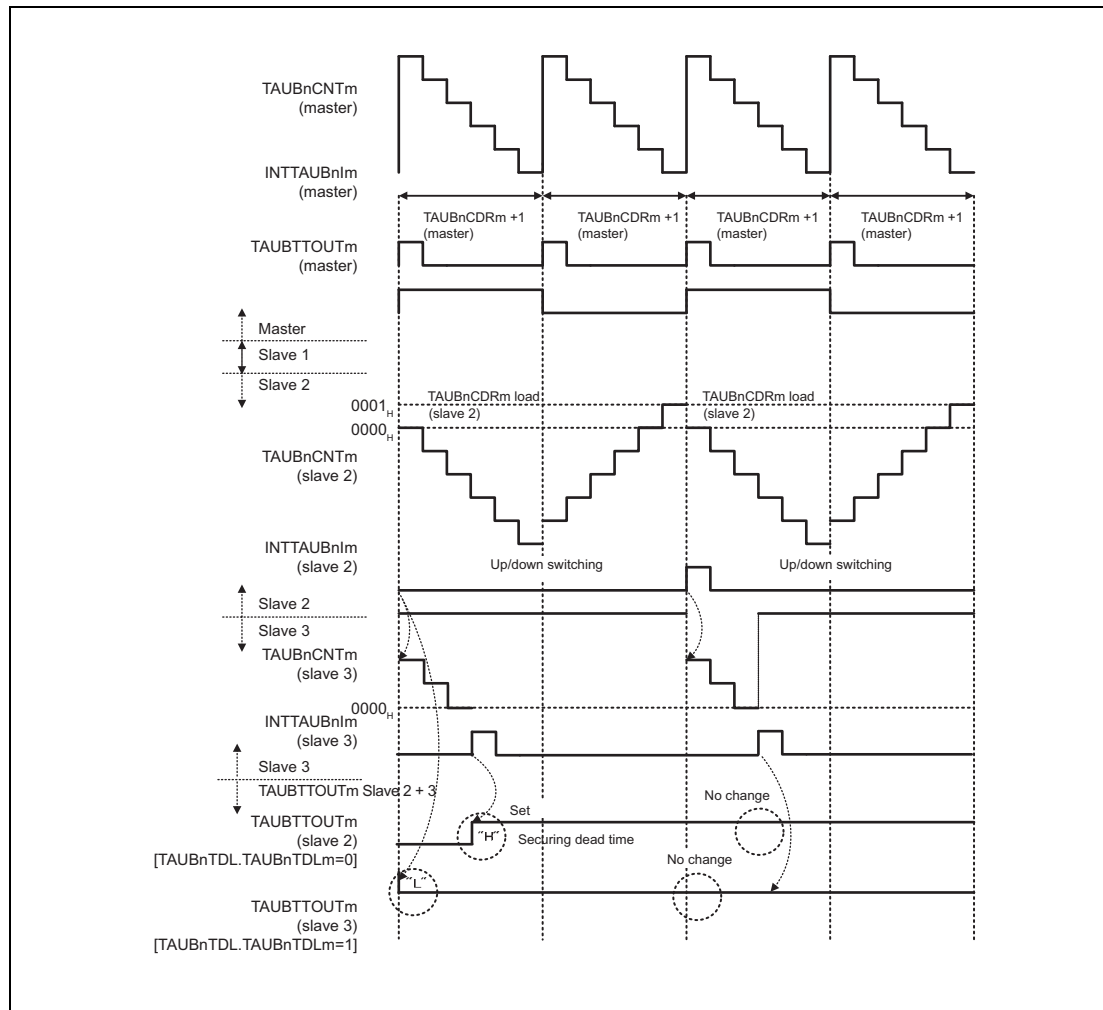 TAUBnCNTm
(master)
INTTAUBnIm
(master)
TAUBnCDRm +1
(master)
TAUBnCDRm +1
(master)
TAUBnCDRm +1
(master)
TAUBnCDRm +1
(master)
TAUBTTOUTm
(master)
Master
Slave 1
Slave 2
TAUBnCDRm load
(slave 2)
TAUBnCDRm load
(slave 2)
0001H
0000H
TAUBnCNTm
(slave 2)
INTTAUBnIm
(slave 2)
Up/down switching
Up/down switching
Slave 2
Slave 3
TAUBnCNTm
(slave 3)
0000H
INTTAUBnIm
(slave 3)
Slave 3
TAUBTTOUTm Slave 2 + 3
No change
Set
TAUBTTOUTm
(slave 2)
[TAUBnTDL.TAUBnTDLm=0]
"H"
Securing dead time
No change
"L"
TAUBTTOUTm
(slave 3)
[TAUBnTDL.TAUBnTDLm=1]